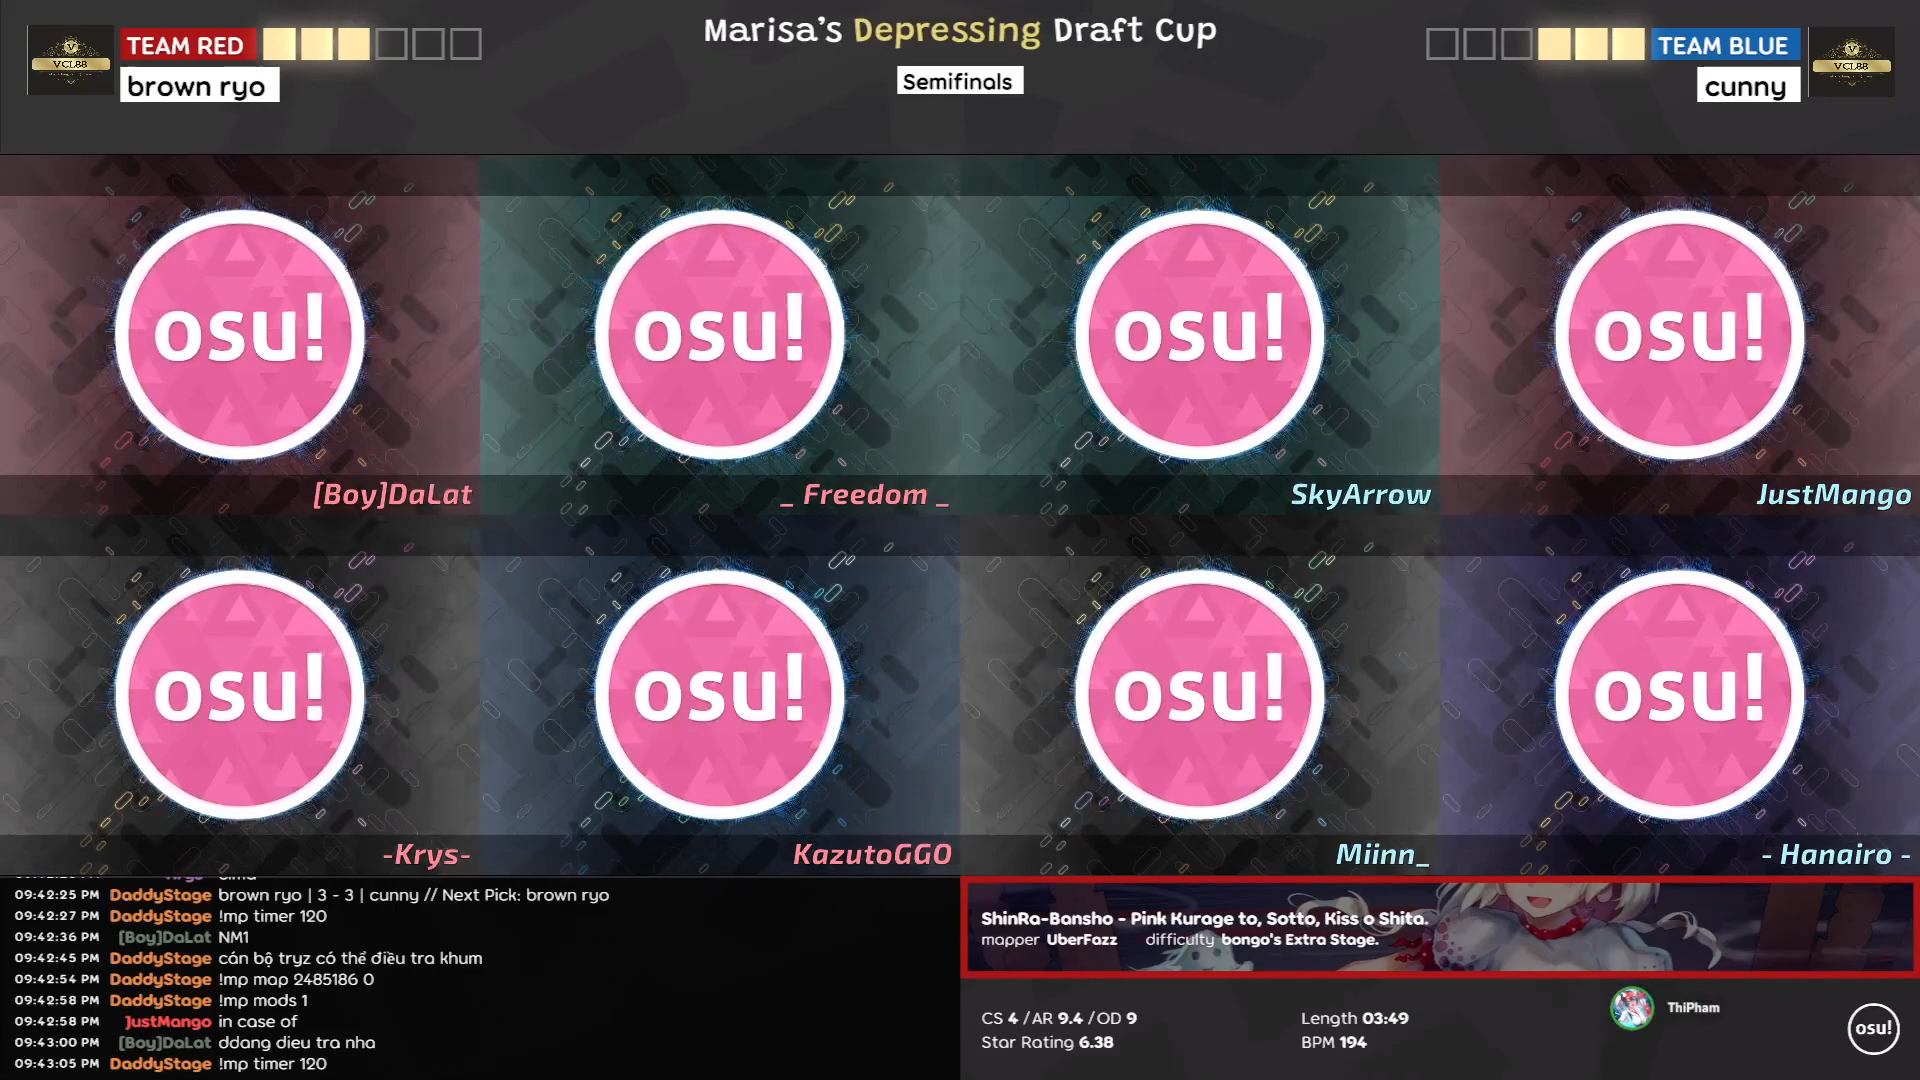 Marisa's Depressing Draft Cup
Semifinals
VCL88
TEAM RED
brown ryo
TEAM BLUE
cunny
VCL88
osu!
osu!
osu!
osu!
[Boy]DaLat
_ Freedom _
SkyArrow
JustMango
osu!
osu!
osu!
osu!
-Krys-
KazutoGGO
Miinn_
- Hanairo -
09:42:25 PM DaddyStage brown ryo | 3 - 3 | cunny // Next Pick: brown ryo
09:42:27 PM DaddyStage !mp timer 120
09:42:36 PM [Boy]DaLat NM1
09:42:45 PM DaddyStage cán bộ tryz có thể điều tra khum
09:42:54 PM DaddyStage !mp map 2485186 0
09:42:58 PM DaddyStage !mp mods 1
09:42:58 PM JustMango in case of
09:43:00 PM [Boy]DaLat ddang dieu tra nha
09:43:05 PM DaddyStage !mp timer 120
ShinRa-Bansho - Pink Kurage to, Sotto, Kiss o Shita.
mapper UberFazz difficulty bongo's Extra Stage.
CS 4 / AR 9.4 / OD 9
Star Rating 6.38
Length 03:49
BPM 194
ThiPham
osu!